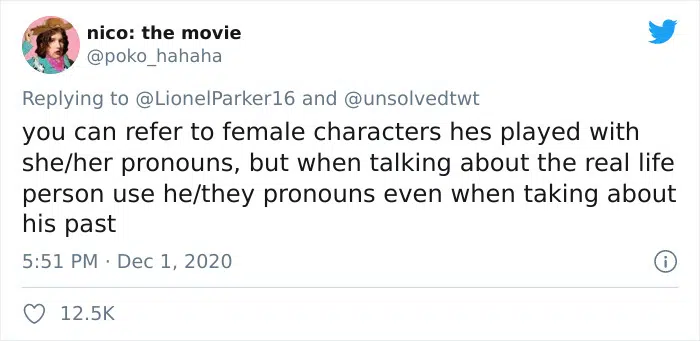 nico: the movie
@poko_hahaha
Replying to @LionelParker16 and @unsolvedtwt
you can refer to female characters hes played with
she/her pronouns, but when talking about the real life
person use he/they pronouns even when taking about
his past
5:51 PM · Dec 1, 2020
12.5K